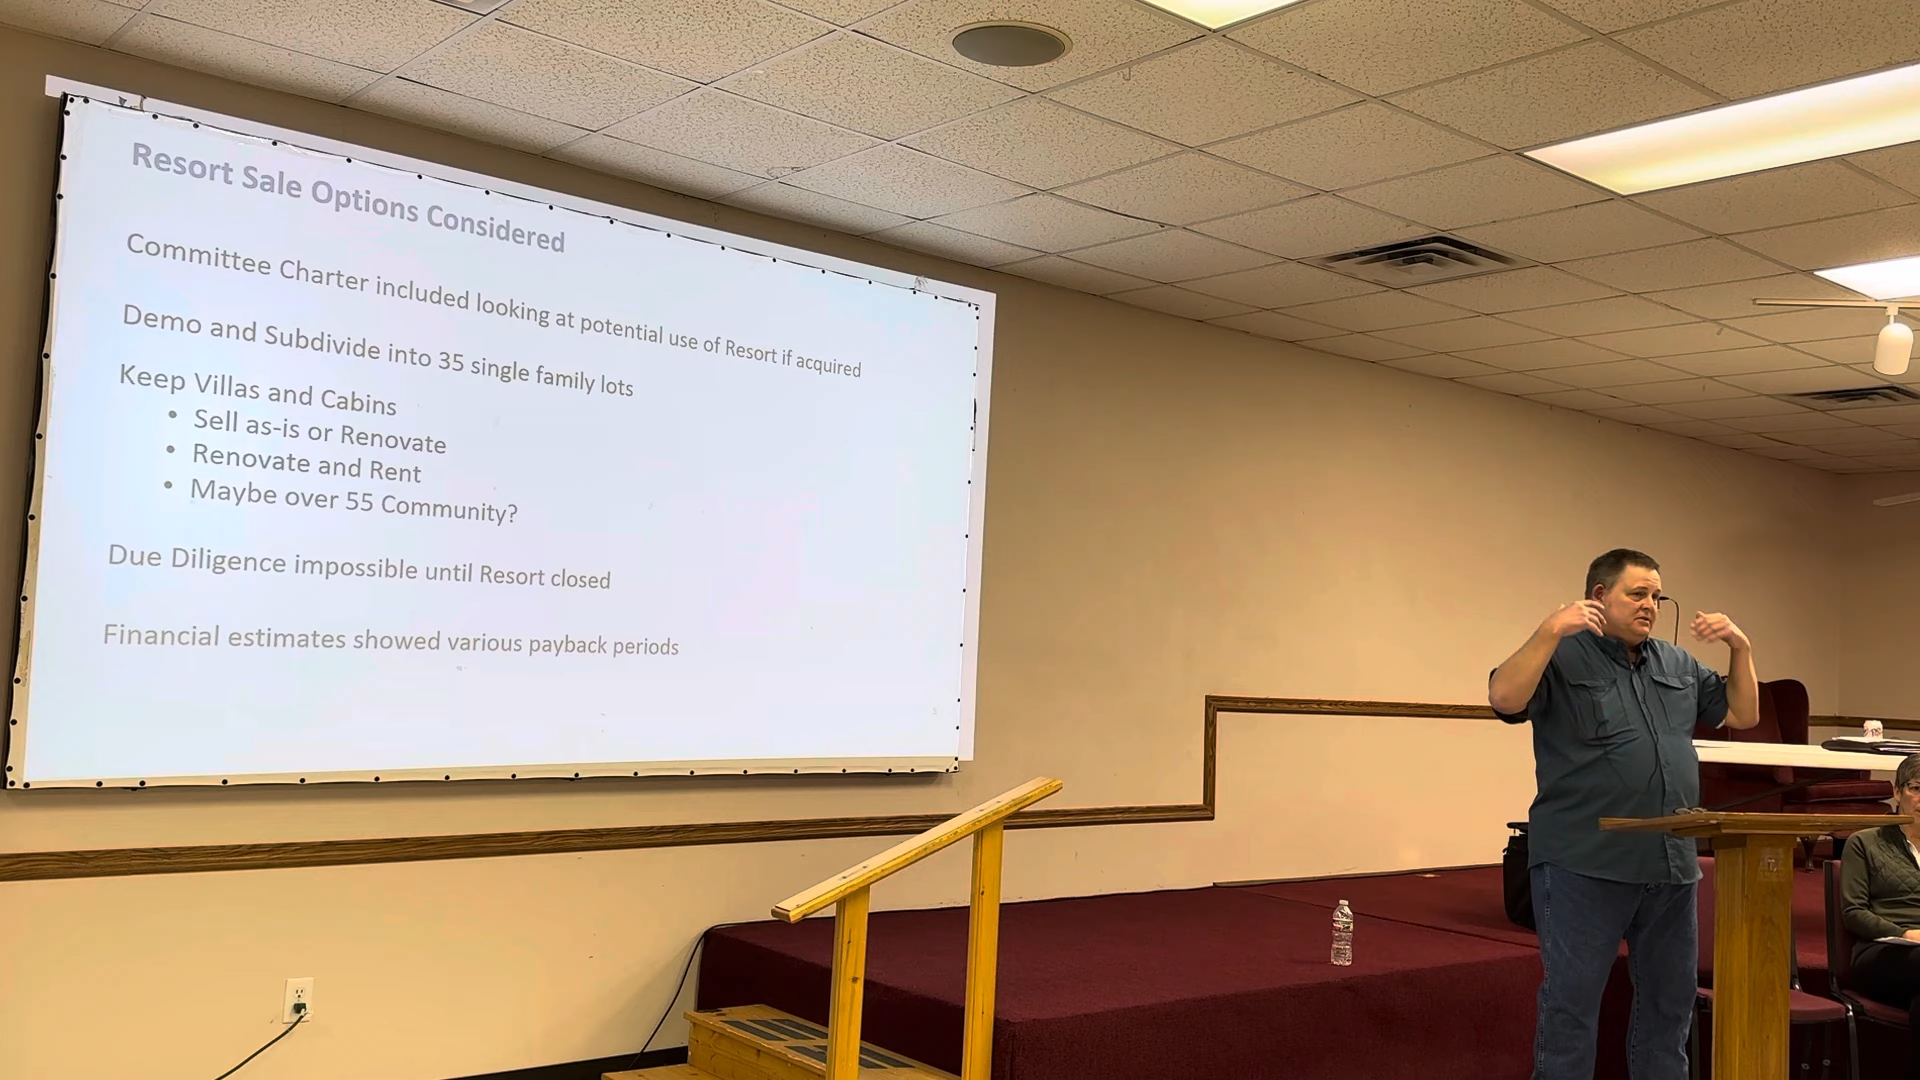 Resort Sale Options Considered
Committee Charter included looking at potential use of Resort if acquired
Demo and Subdivide into 35 single family lots
Keep Villas and Cabins
• Sell as-is or Renovate
• Renovate and Rent
• Maybe over 55 Community?
Due Diligence impossible until Resort closed
Financial estimates showed various payback periods